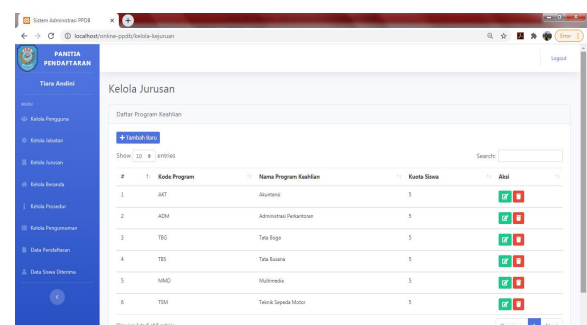 Sistem Administrasi PPDB
localhost/online-ppdb/kelola-kejuruan
Error
PANITIA
PENDAFTARAN
Logout
Tiara Andini
MENU
Kelola Pengguna
Kelola Jabatan
Kelola Jurusan
Kelola Beranda
Kelola Prosedur
Kelola Pengumuman
Data Pendaftaran
Data Siswa Diterima
Kelola Jurusan
Daftar Program Keahlian
+ Tambah Baru
Show 10 entries
Search:
# Kode Program Nama Program Keahlian Kuota Siswa Aksi
1 AKT Akuntansi 5
2 ADM Administrasi Perkantoran 5
3 TBG Tata Boga 5
4 TBS Tata Busana 5
5 MMD Multimedia 5
6 TSM Teknik Sepeda Motor 5